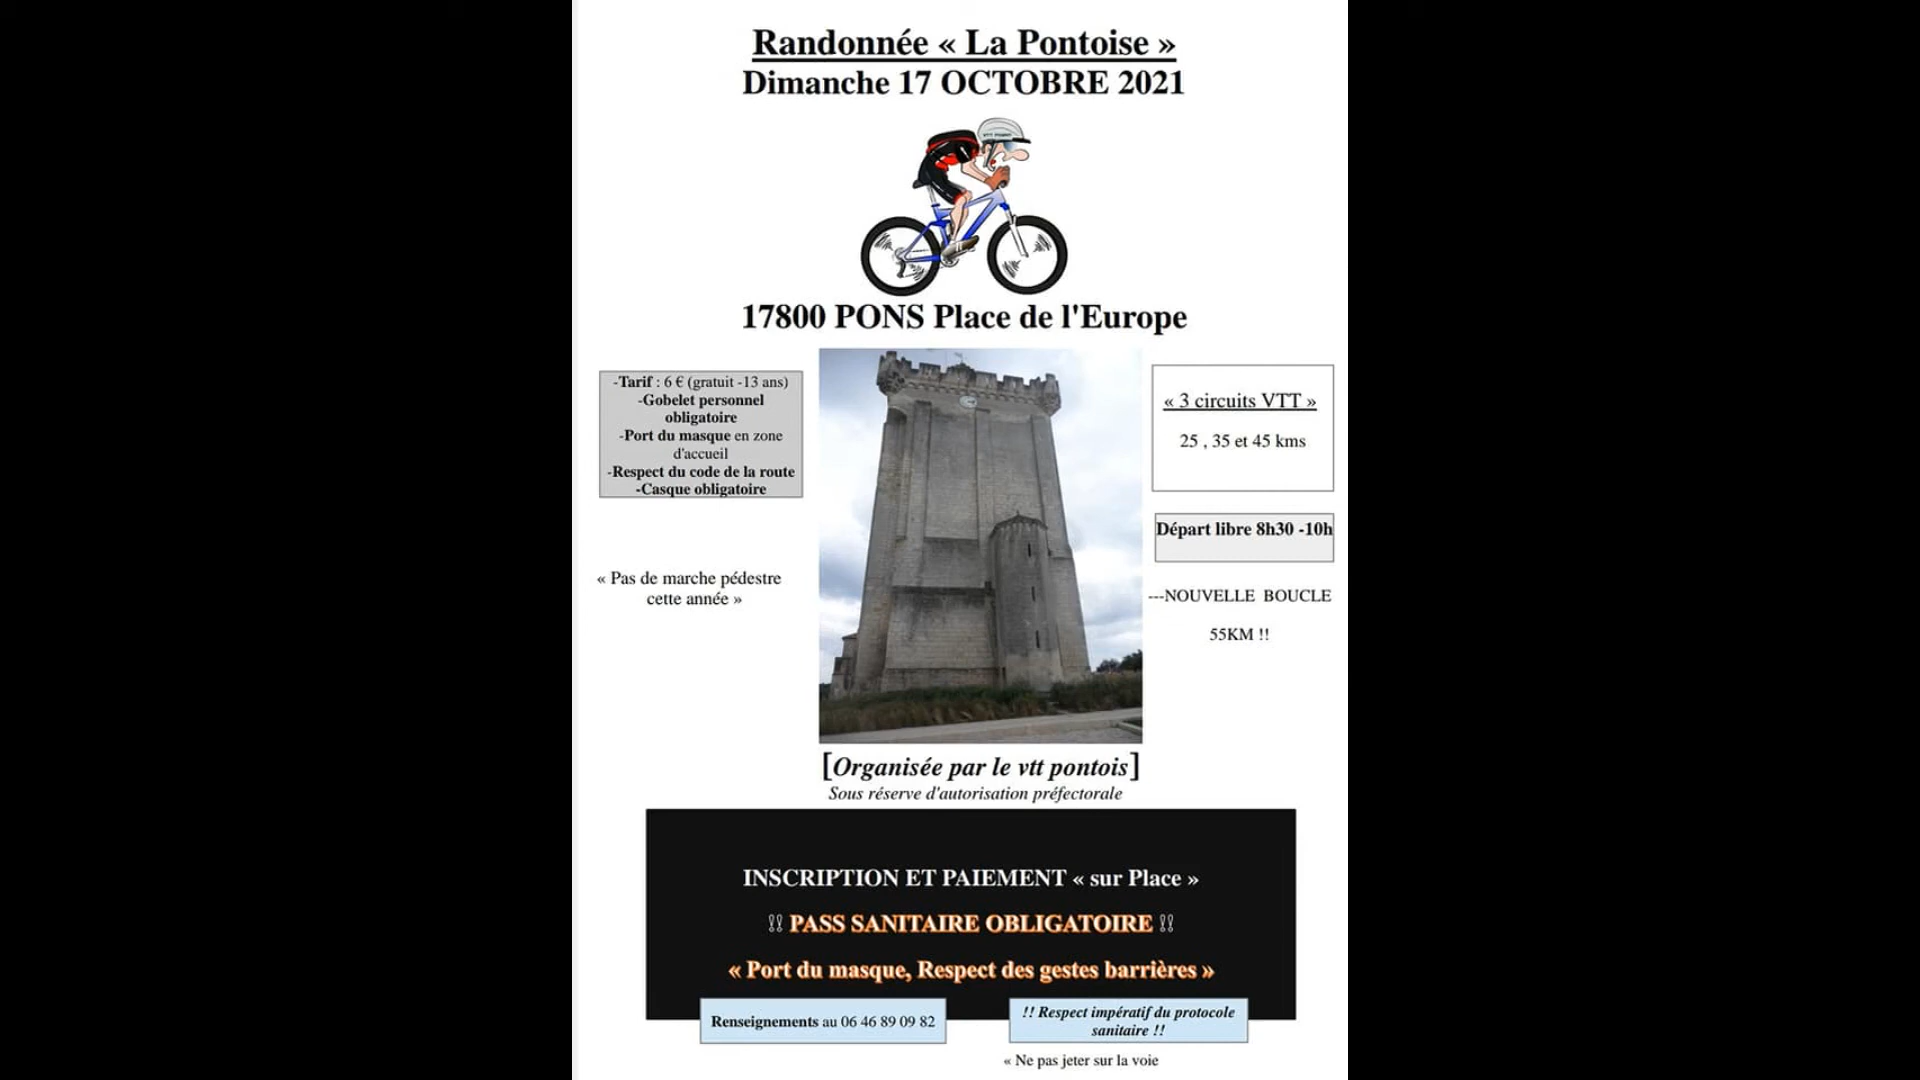 Randonnée « La Pontoise »
Dimanche 17 OCTOBRE 2021
17800 PONS Place de l'Europe
-Tarif : 6 € (gratuit -13 ans)
-Gobelet personnel
obligatoire
-Port du masque en zone
d'accueil
-Respect du code de la route
-Casque obligatoire
« 3 circuits VTT »
25 , 35 et 45 kms
Départ libre 8h30 -10h
« Pas de marche pédestre
cette année »
---NOUVELLE BOUCLE
55KM !!
[Organisée par le vtt pontois]
Sous réserve d'autorisation préfectorale
INSCRIPTION ET PAIEMENT « sur Place »
!! PASS SANITAIRE OBLIGATOIRE !!
« Port du masque, Respect des gestes barrières »
Renseignements au 06 46 89 09 82
!! Respect impératif du protocole
sanitaire !!
« Ne pas jeter sur la voie